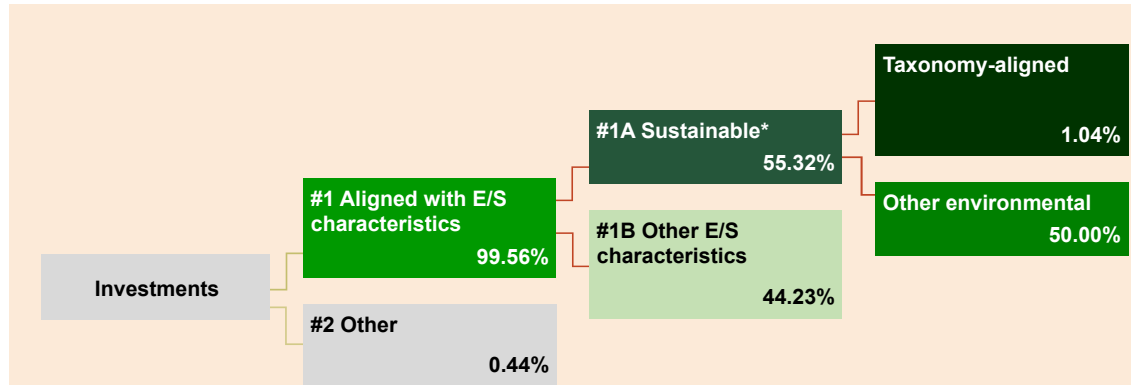 Investments
#1 Aligned with E/S
characteristics
99.56%
#2 Other
0.44%
#1A Sustainable*
55.32%
#1B Other E/S
characteristics
44.23%
Taxonomy-aligned
1.04%
Other environmental
50.00%